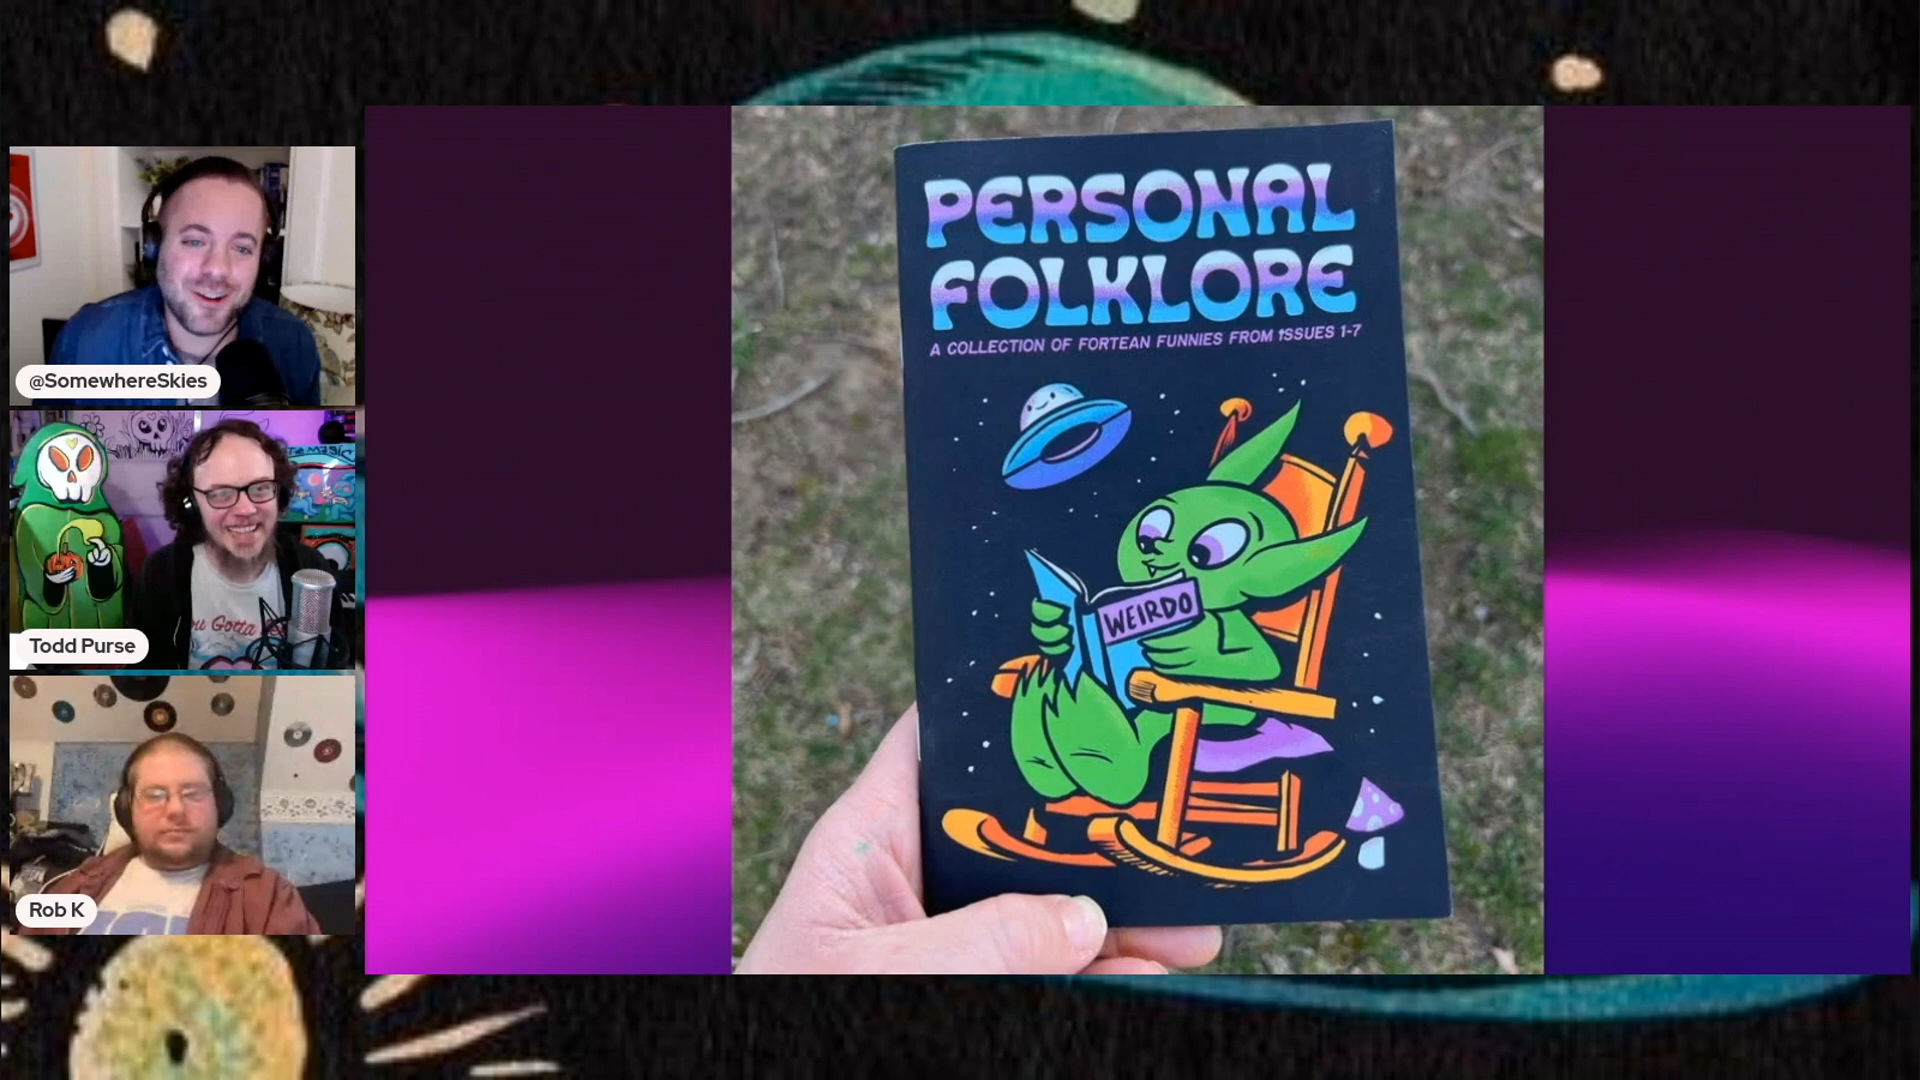 @SomewhereSkies
Todd Purse
Rob K
PERSONAL
FOLKLORE
A COLLECTION OF FORTEAN FUNNIES FROM ISSUES 1-7
WEIRDO